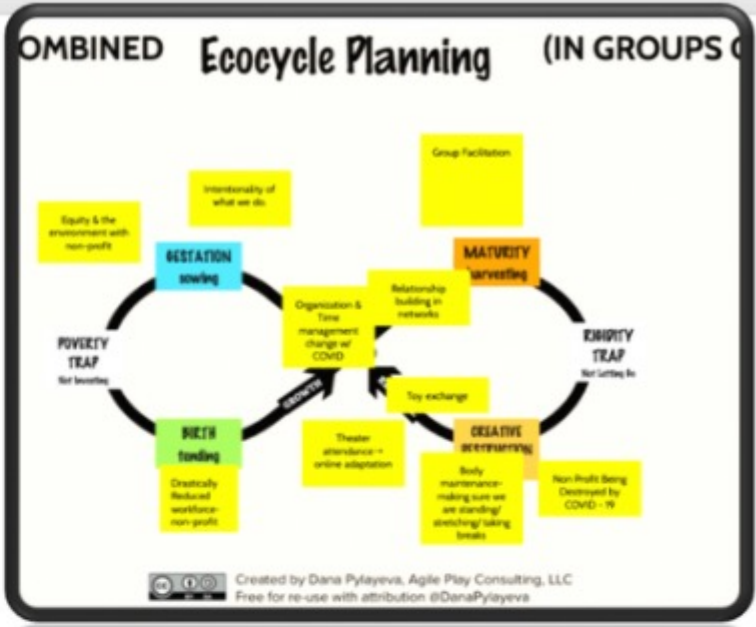 OMBINED
Ecocycle Planning
(IN GROUPS
Group Facilitation
Intentionality of
what we do.
Equity & the
environment with
non-profit
GESTATION
sowing
MATURITY
harvesting
Relationship
building in
networks
Organization &
Time
management
change w/
COVID
POVERTY
TRAP
Not Investing
RIGIDITY
TRAP
Not Letting Go
GROWTH
Toy exchange
BIRTH
tending
Theater
attendance→
online adaptation
CREATIVE
DESTRUCTION
Drastically
Reduced
workforce-
non-profit
Body
maintenance-
making sure we
are standing/
stretching/ taking
breaks
Non Profit Being
Destroyed by
COVID - 19
Created by Dana Pylayeva, Agile Play Consulting, LLC
Free for re-use with attribution @DanaPylayeva